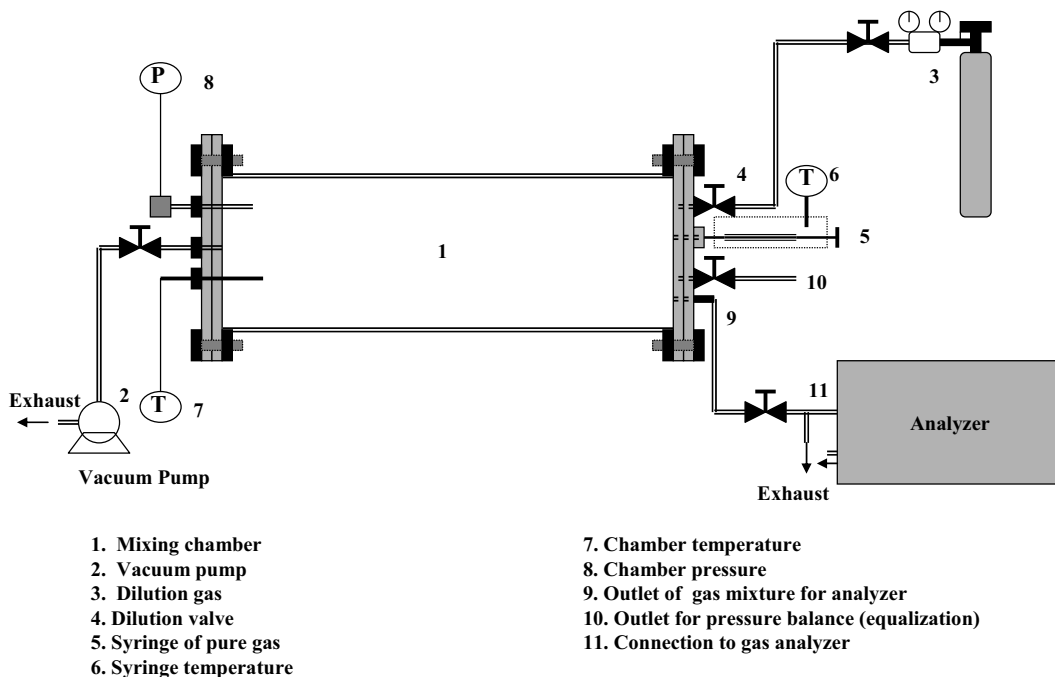 P
8
3
4
T
6
1
5
10
9
2
Exhaust
T
7
11
Analyzer
Vacuum Pump
Exhaust
1. Mixing chamber
2. Vacuum pump
3. Dilution gas
4. Dilution valve
5. Syringe of pure gas
6. Syringe temperature
7. Chamber temperature
8. Chamber pressure
9. Outlet of gas mixture for analyzer
10. Outlet for pressure balance (equalization)
11. Connection to gas analyzer